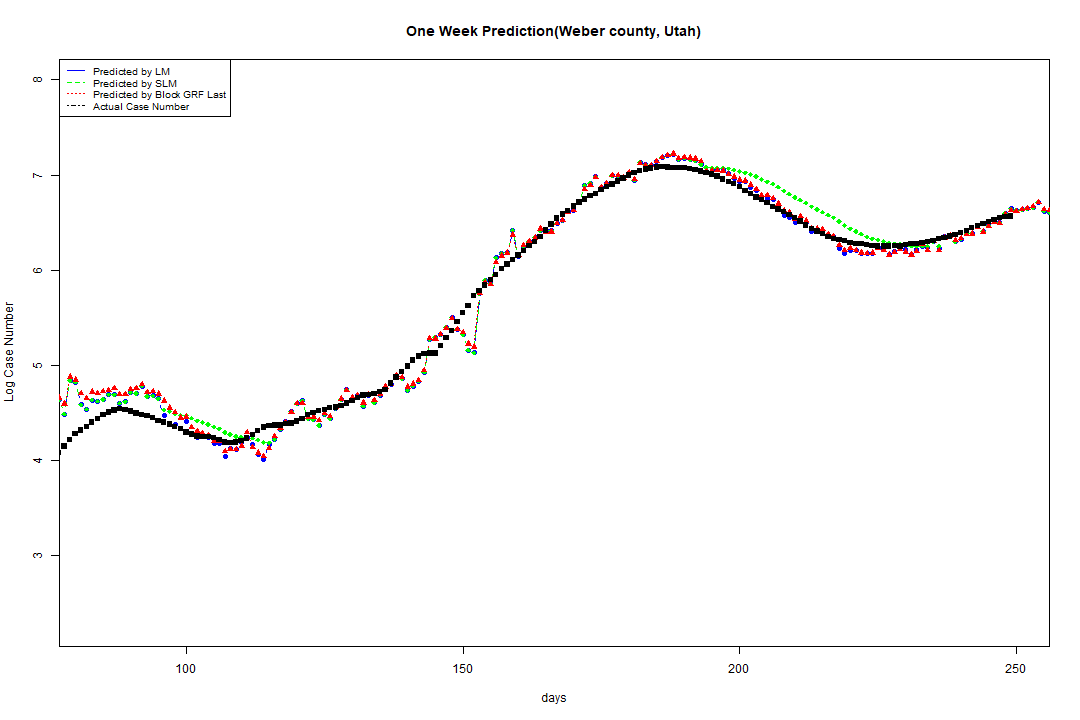 One Week Prediction(Weber county, Utah)
Predicted by LM
Predicted by SLM
Predicted by Block GRF Last
Actual Case Number
8
7
6
5
4
3
Log Case Number
100
150
200
250
days